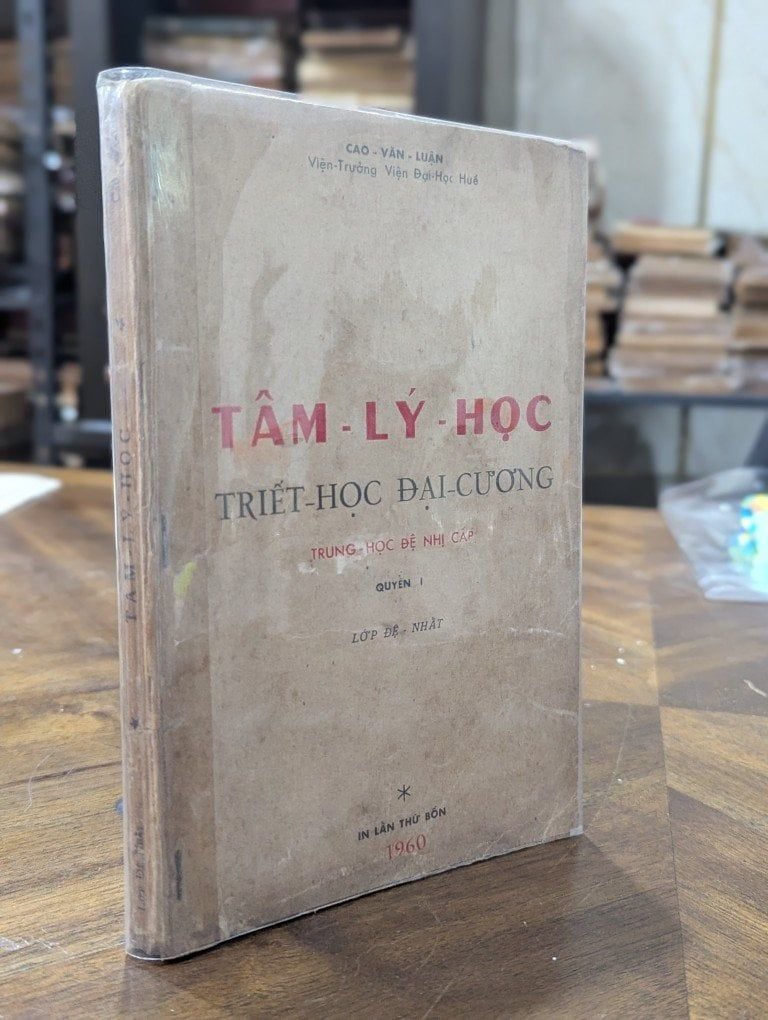 CAO - VĂN - LUẬN
Viện-Trưởng Viện Đại-Học Huế
TÂM - LÝ - HỌC
TRIẾT-HỌC ĐẠI-CƯƠNG
TRUNG-HỌC ĐỆ NHỊ CẤP
QUYỂN I
LỚP ĐỆ - NHẤT
*
IN LẦN THỨ BỐN
1960
TÂM-LÝ-HỌC
*